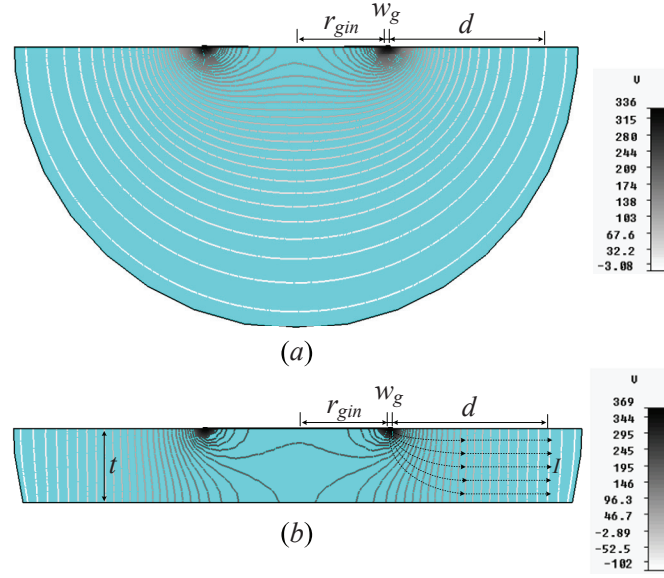 r_gin w_g d
V
336
315
280
244
209
174
138
103
67.6
32.2
-3.08
(a)
r_gin w_g d
t
I
V
369
344
295
245
195
146
96.3
46.7
-2.89
-52.5
-102
(b)